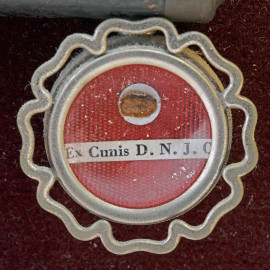 Ex Cunis D. N. J. C